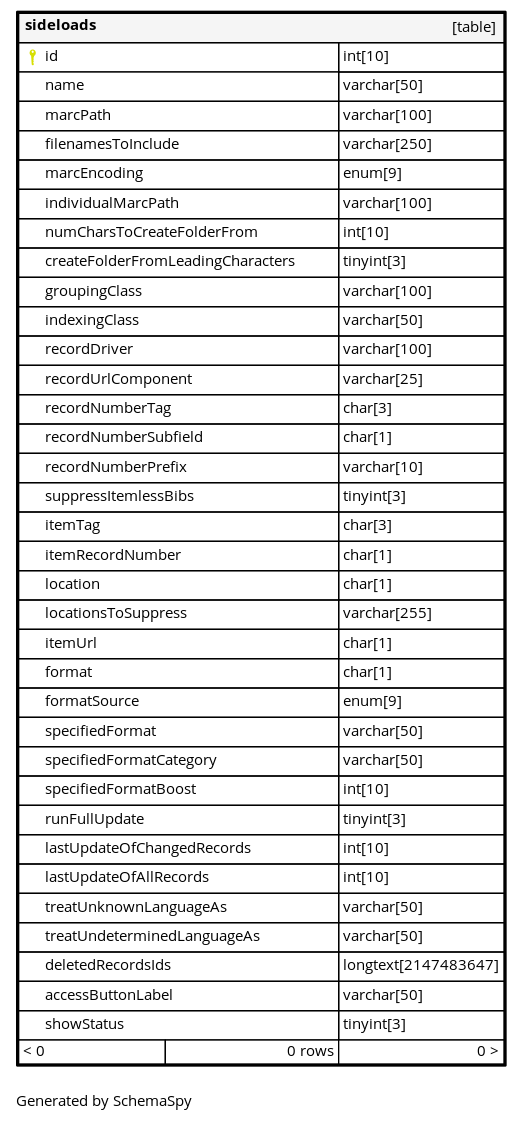 sideloads [table]
id int[10]
name varchar[50]
marcPath varchar[100]
filenamesToInclude varchar[250]
marcEncoding enum[9]
individualMarcPath varchar[100]
numCharsToCreateFolderFrom int[10]
createFolderFromLeadingCharacters tinyint[3]
groupingClass varchar[100]
indexingClass varchar[50]
recordDriver varchar[100]
recordUrlComponent varchar[25]
recordNumberTag char[3]
recordNumberSubfield char[1]
recordNumberPrefix varchar[10]
suppressItemlessBibs tinyint[3]
itemTag char[3]
itemRecordNumber char[1]
location char[1]
locationsToSuppress varchar[255]
itemUrl char[1]
format char[1]
formatSource enum[9]
specifiedFormat varchar[50]
specifiedFormatCategory varchar[50]
specifiedFormatBoost int[10]
runFullUpdate tinyint[3]
lastUpdateOfChangedRecords int[10]
lastUpdateOfAllRecords int[10]
treatUnknownLanguageAs varchar[50]
treatUndeterminedLanguageAs varchar[50]
deletedRecordsIds longtext[2147483647]
accessButtonLabel varchar[50]
showStatus tinyint[3]
< 0 0 rows 0 >
Generated by SchemaSpy